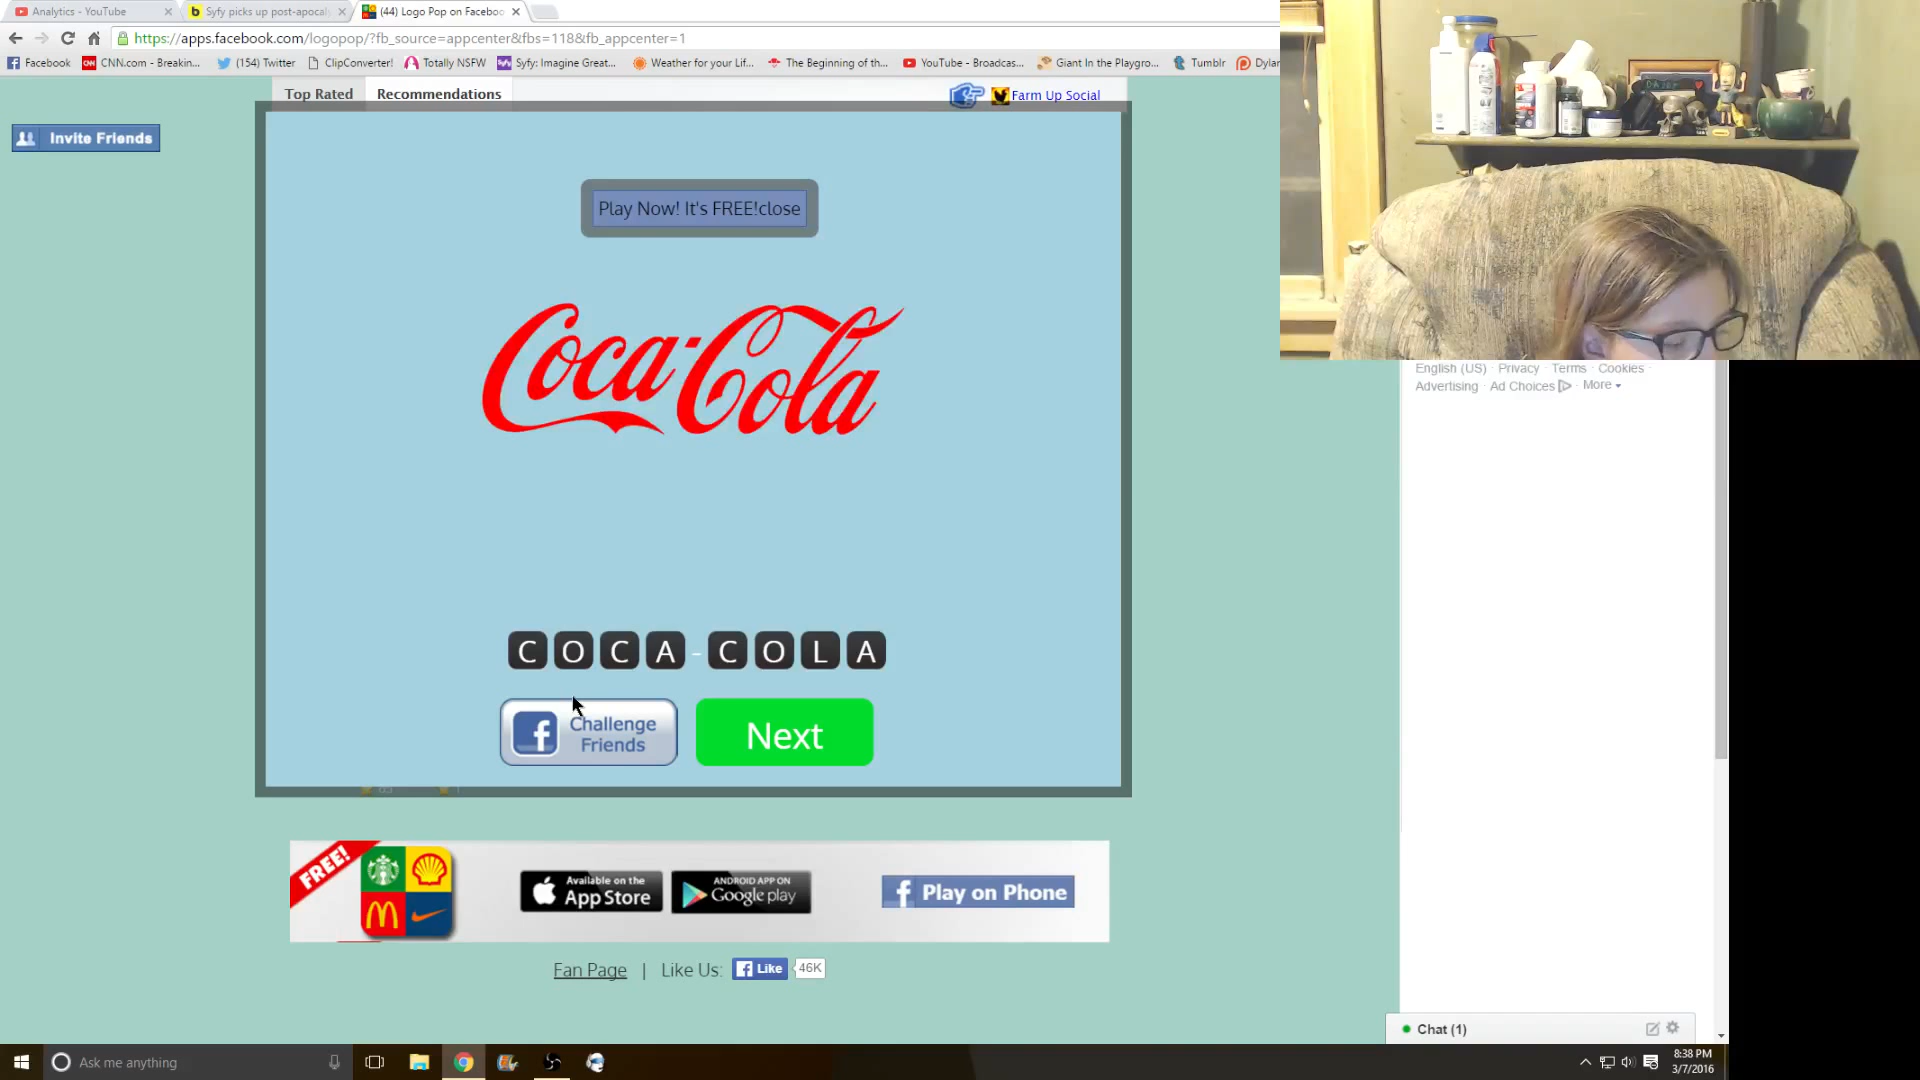 Analytics - YouTube
Syfy picks up post-apocal
(44) Logo Pop on Faceboo
https://apps.facebook.com/logopop/?fb_source=appcenter&fbs=118&fb_appcenter=1
Facebook
CNN.com - Breakin...
(154) Twitter
ClipConverter!
Totally NSFW
Syfy: Imagine Great...
Weather for your Lif...
The Beginning of th...
YouTube - Broadcas...
Giant In the Playgro...
Tumblr
Dylan
Top Rated
Recommendations
Farm Up Social
Invite Friends
Play Now! It's FREE!close
Coca-Cola
COCA-COLA
Challenge
Friends
Next
FREE!
Available on the
App Store
ANDROID APP ON
Google play
Play on Phone
Fan Page | Like Us: Like 46K
English (US) · Privacy · Terms · Cookies ·
Advertising · Ad Choices · More
Chat (1)
Ask me anything
8:38 PM
3/7/2016